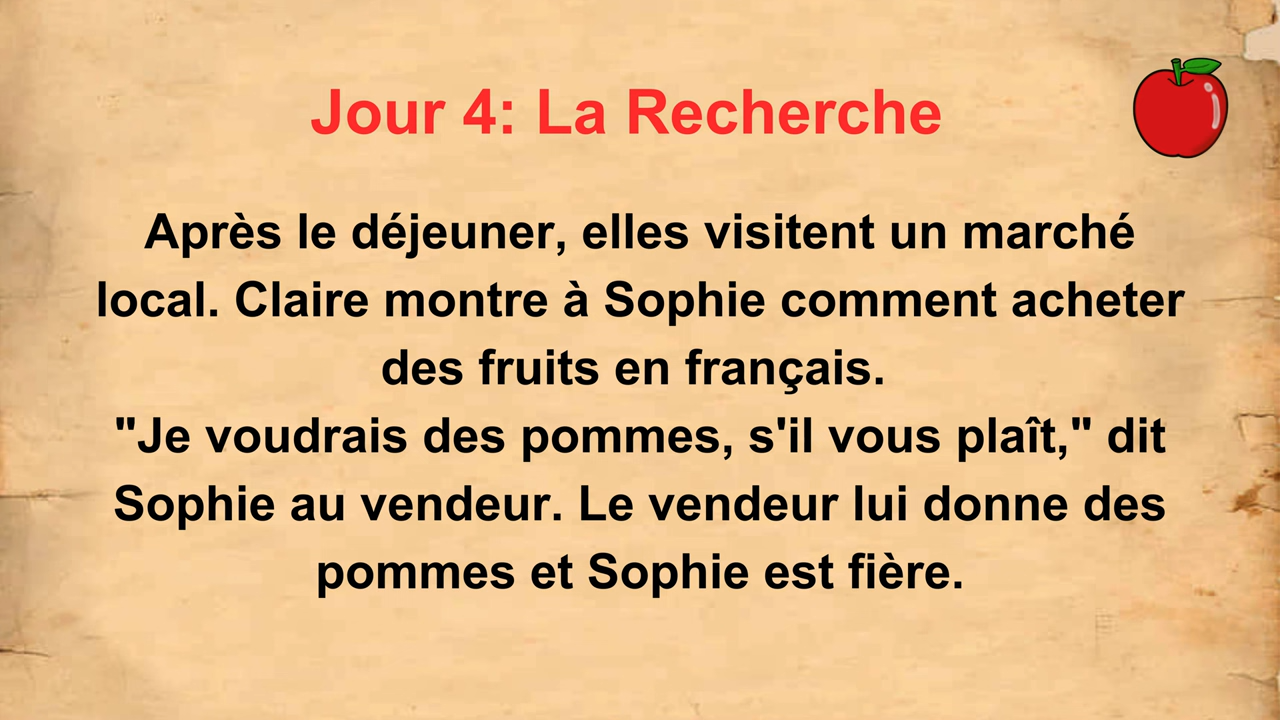 Jour 4: La Recherche
Après le déjeuner, elles visitent un marché
local. Claire montre à Sophie comment acheter
des fruits en français.
"Je voudrais des pommes, s'il vous plaît," dit
Sophie au vendeur. Le vendeur lui donne des
pommes et Sophie est fière.